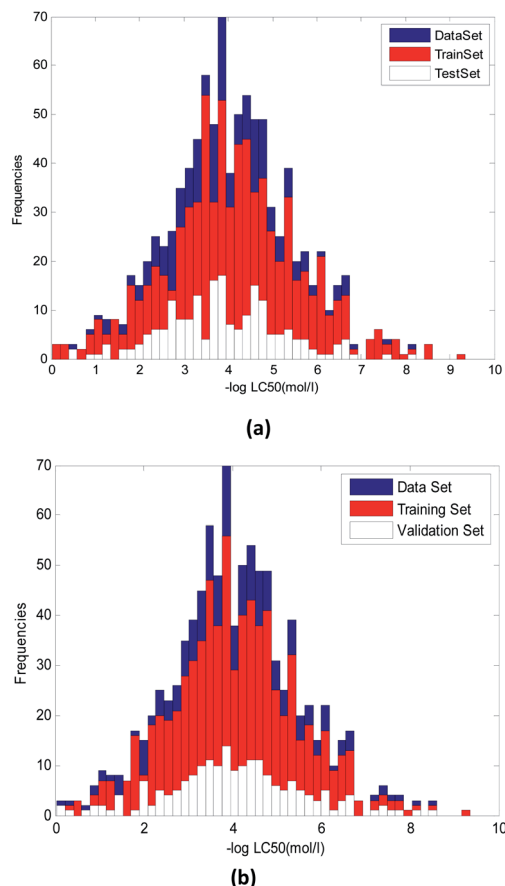 70
DataSet
TrainSet
TestSet
60
50
40
30
20
10
0
Frequencies
0 1 2 3 4 5 6 7 8 9 10
-log LC50(mol/l)
(a)
70
Data Set
Training Set
Validation Set
60
50
40
30
20
10
0
Frequencies
0 2 4 6 8 10
-log LC50(mol/l)
(b)